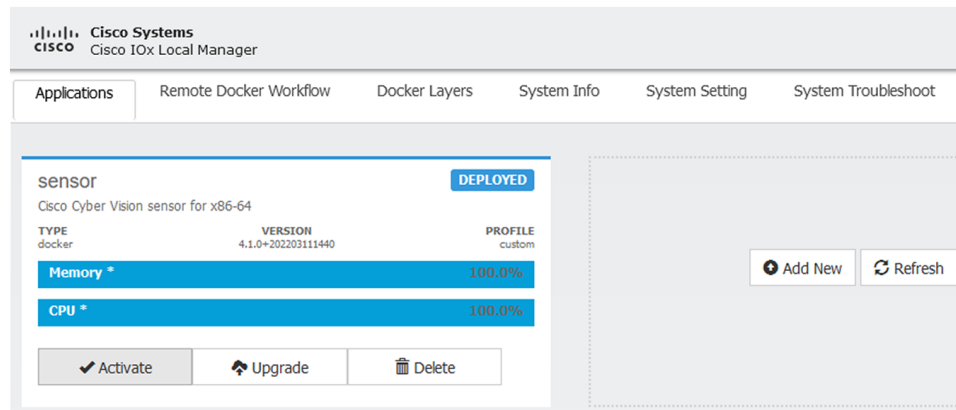 Cisco Systems
CISCO Cisco IOx Local Manager
Applications Remote Docker Workflow Docker Layers System Info System Setting System Troubleshoot
sensor DEPLOYED
Cisco Cyber Vision sensor for x86-64
TYPE VERSION PROFILE
docker 4.1.0+202203111440 custom
Memory * 100.0%
CPU * 100.0%
Activate Upgrade Delete
Add New Refresh